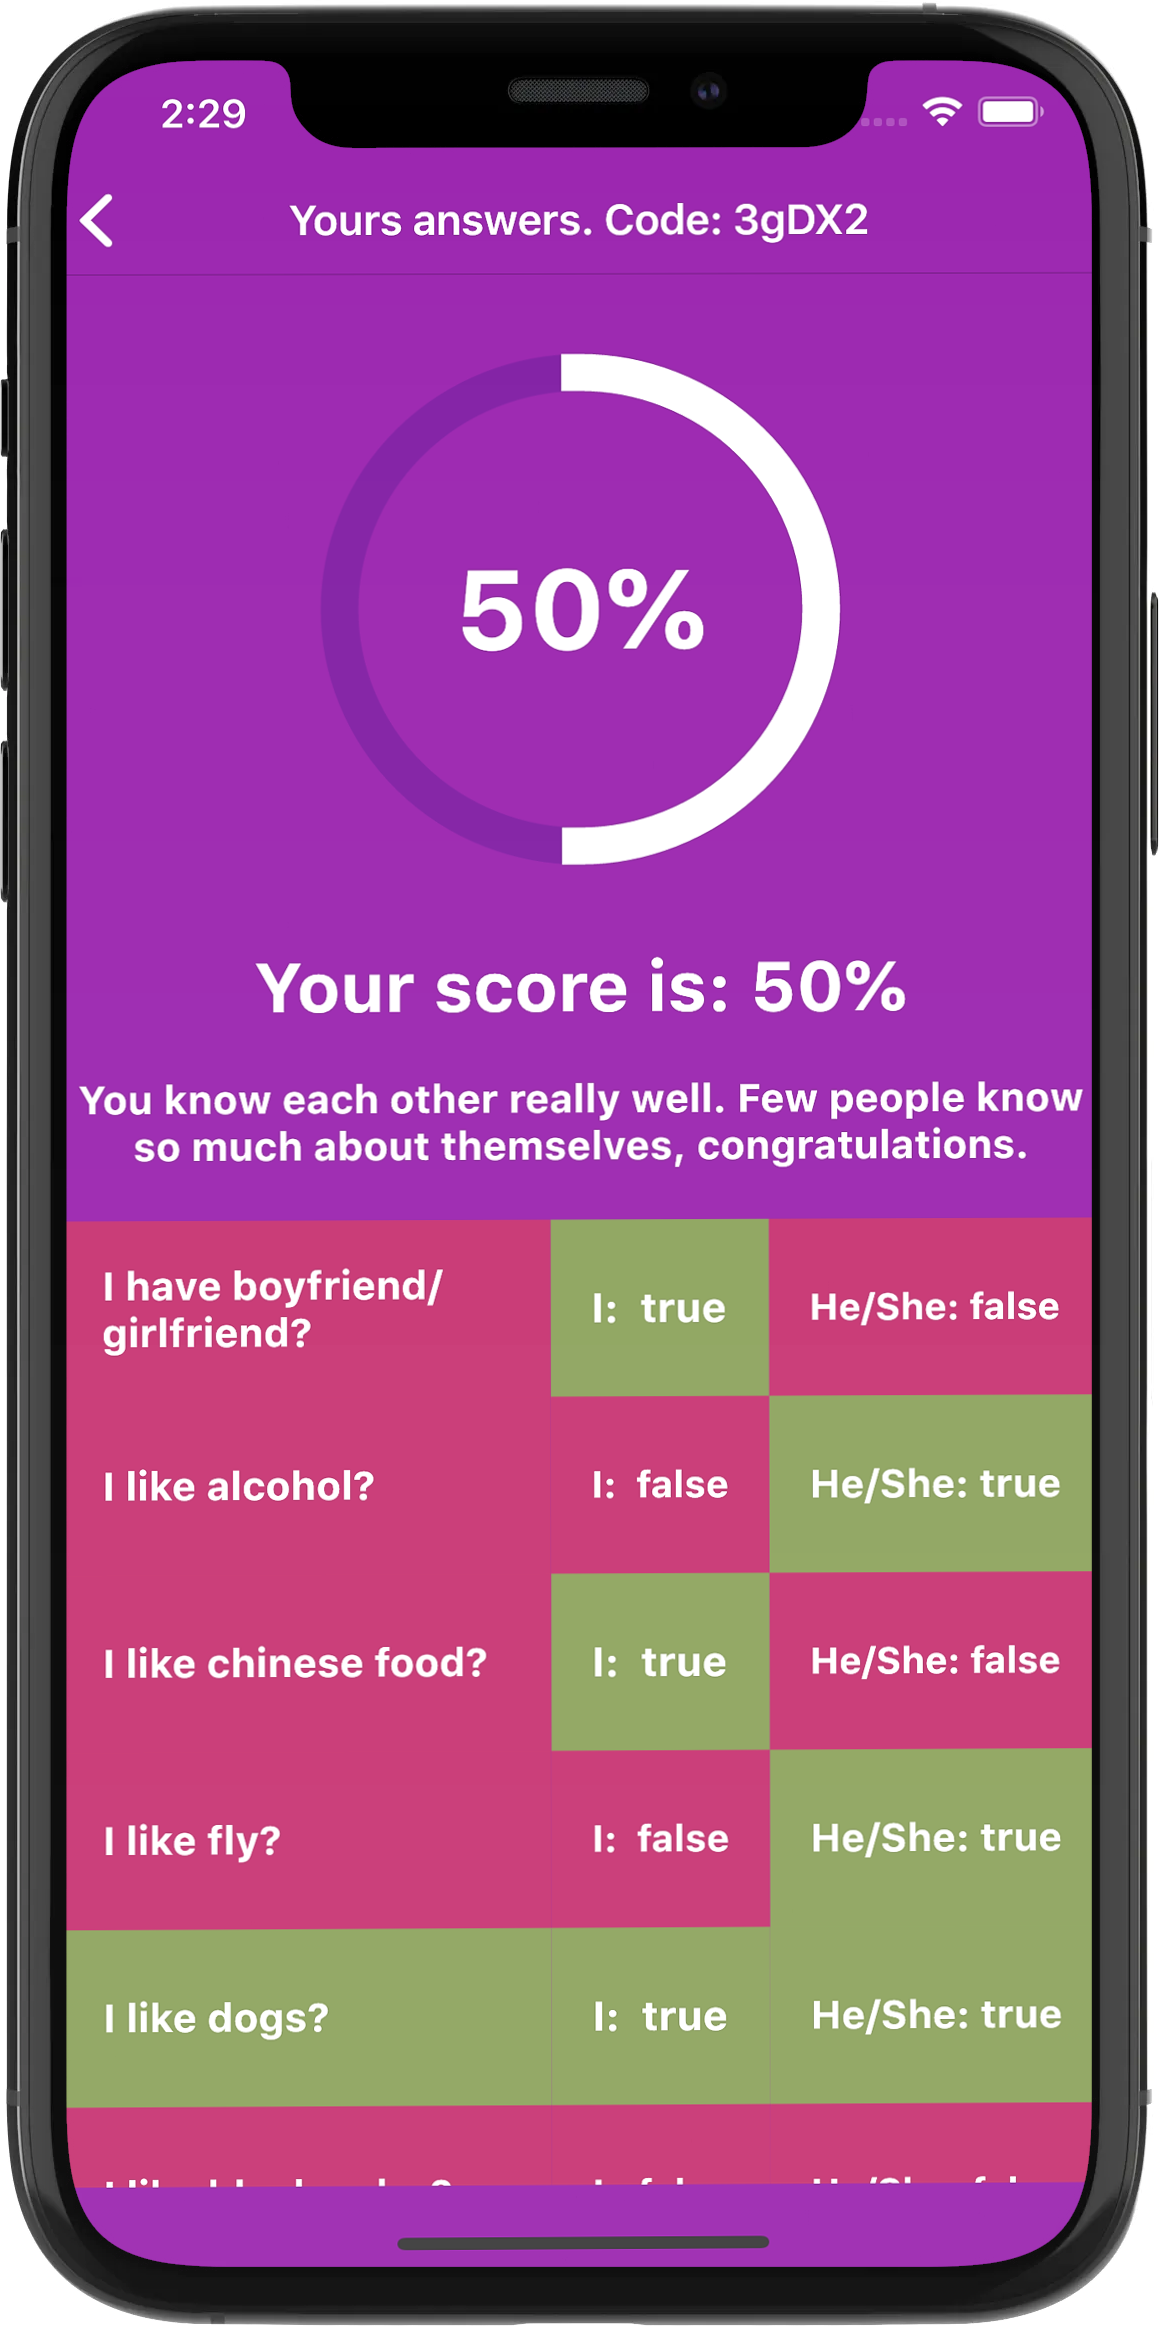 2:29
Yours answers. Code: 3gDX2
50%
Your score is: 50%
You know each other really well. Few people know
so much about themselves, congratulations.
I have boyfriend/
girlfriend?
I: true
He/She: false
I like alcohol?
I: false
He/She: true
I like chinese food?
I: true
He/She: false
I like fly?
I: false
He/She: true
I like dogs?
I: true
He/She: true